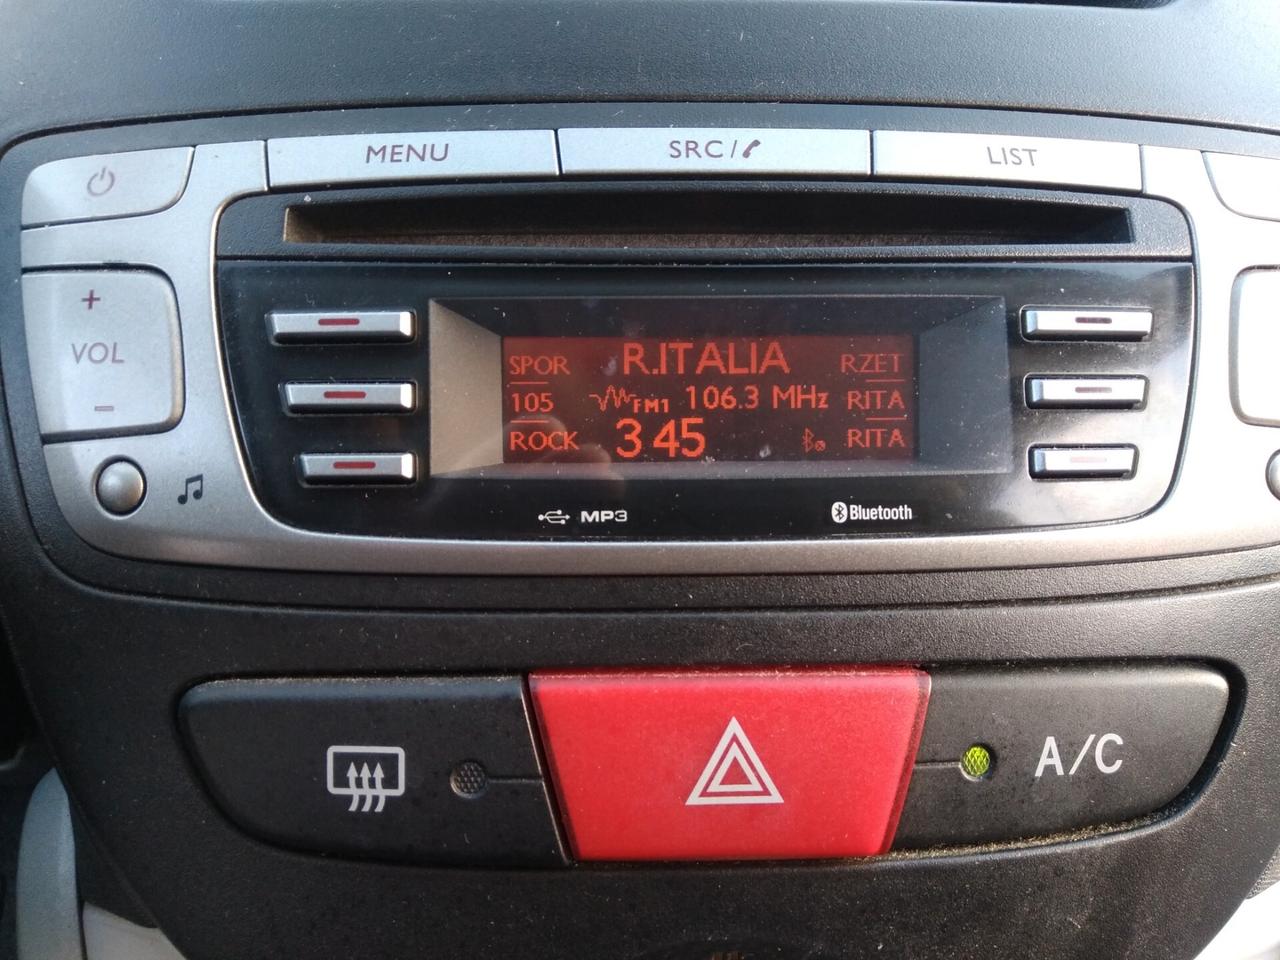 MENU
SRC/
LIST
+
VOL
−
SPOR R.ITALIA RZET
105 FM1 106.3 MHz RITA
ROCK 3 45 RITA
MP3
Bluetooth
A/C